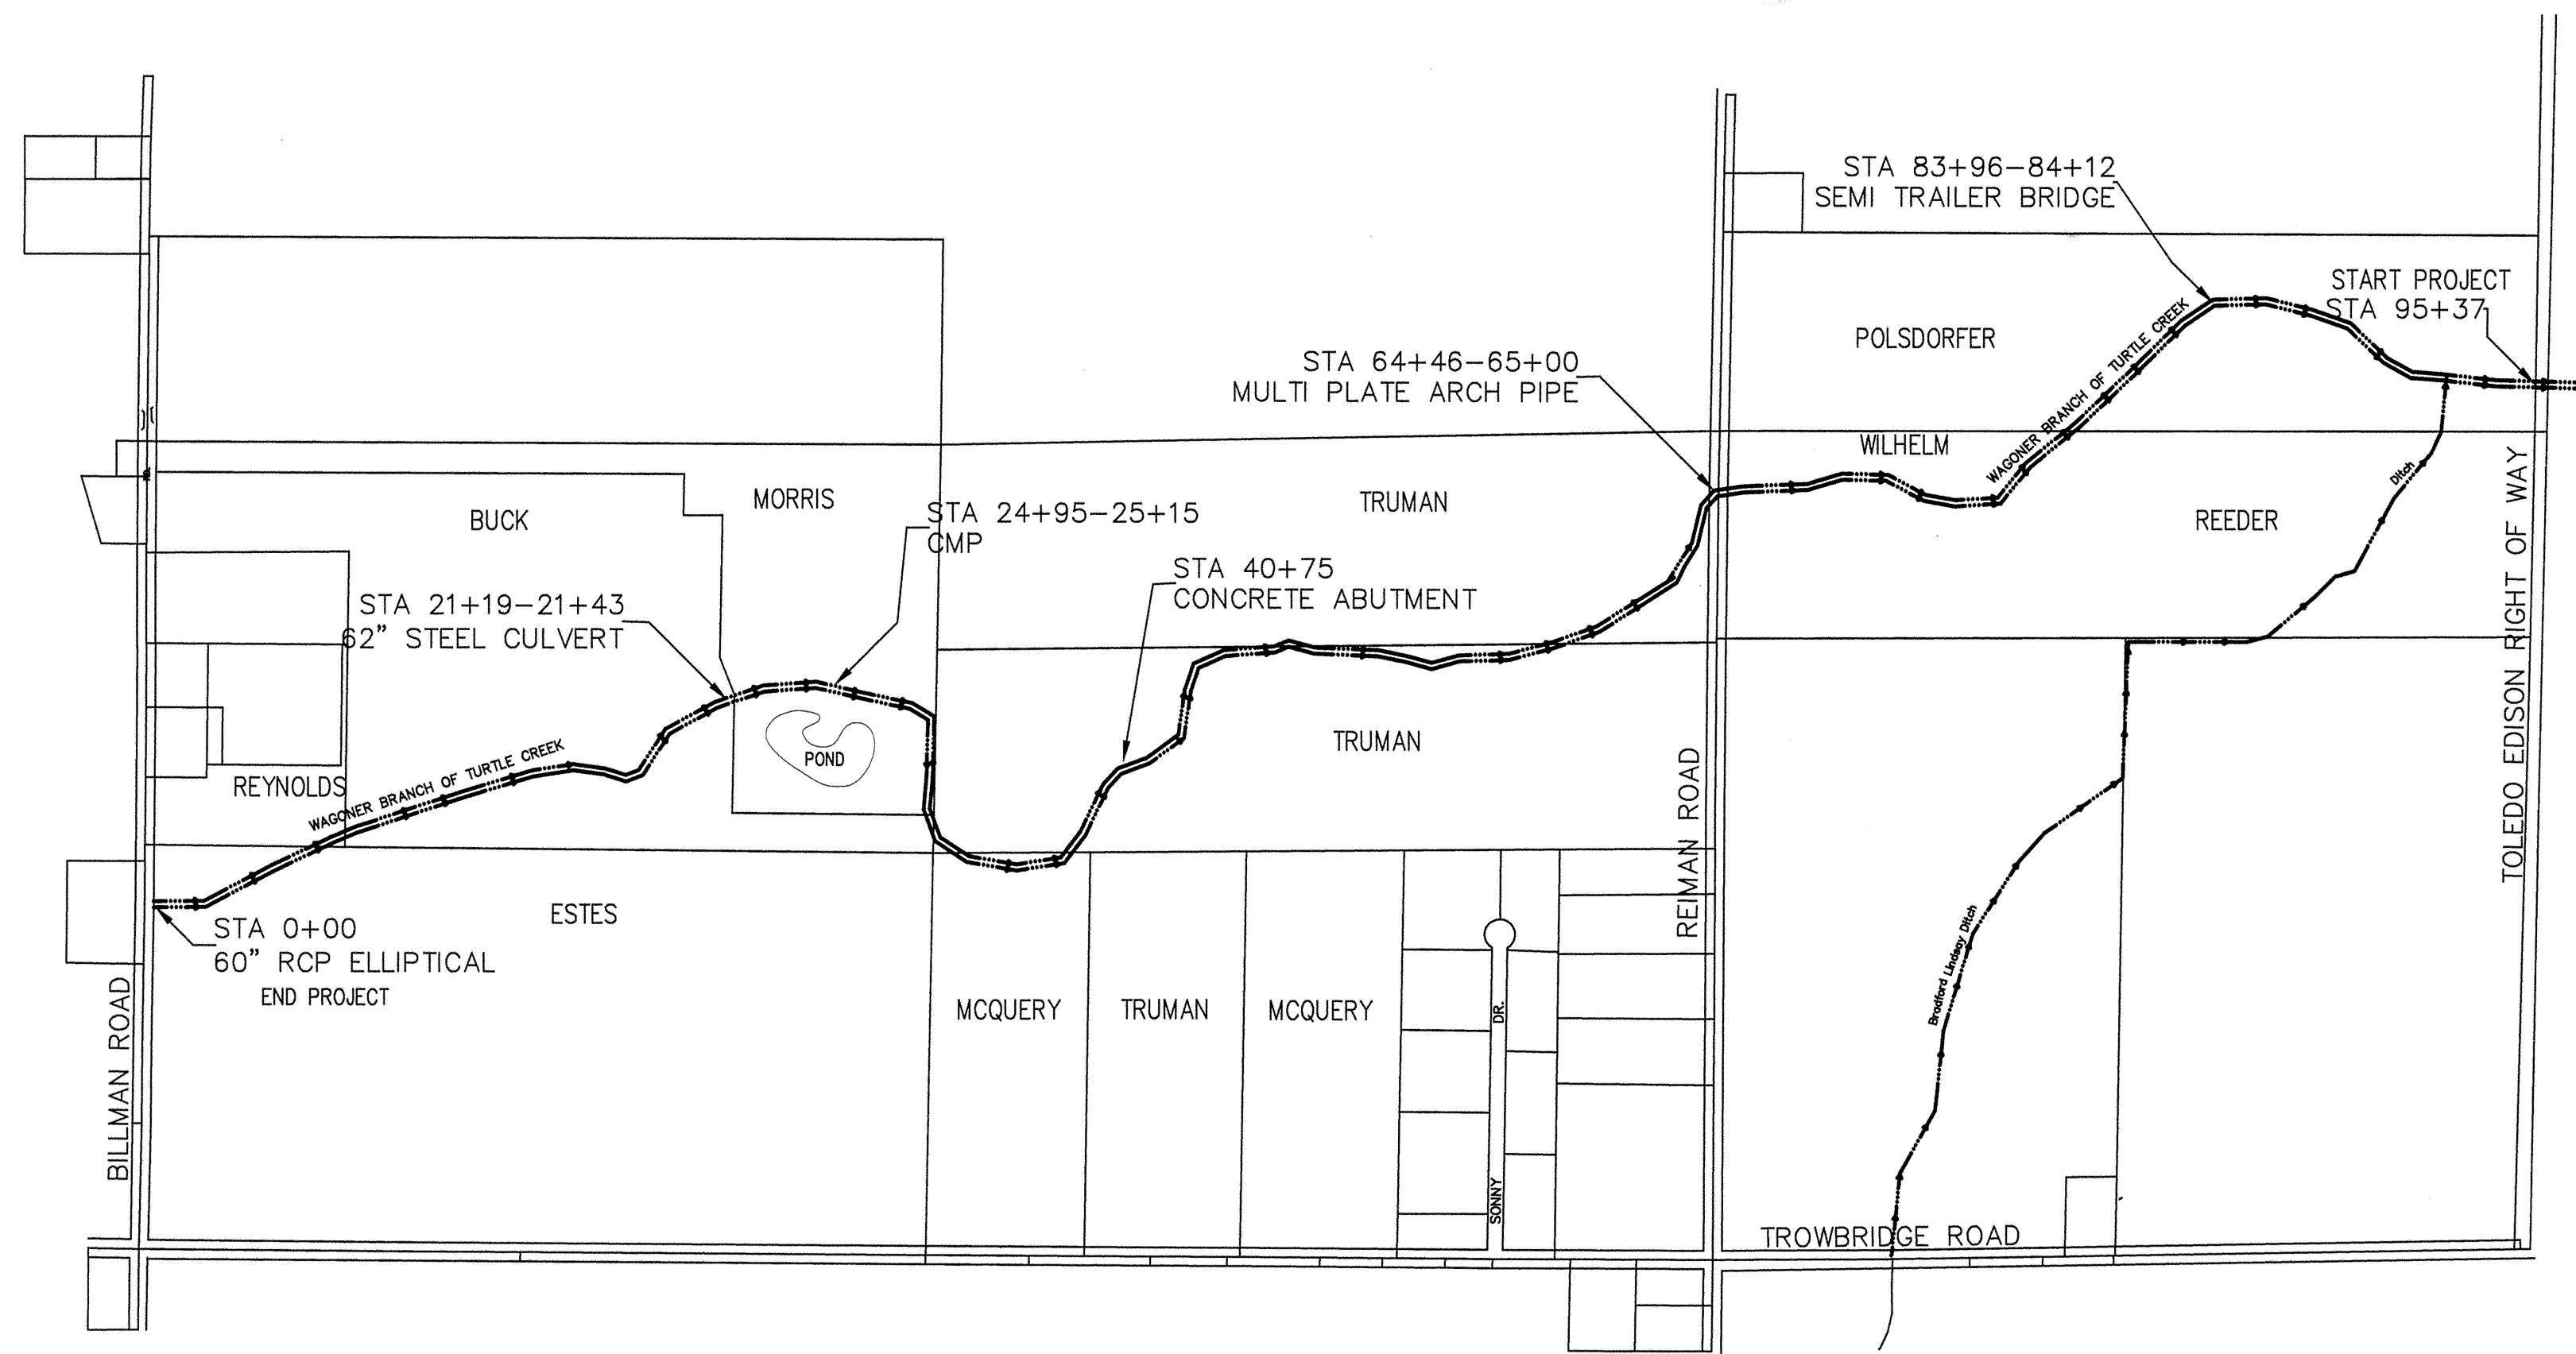 STA 83+96-84+12
SEMI TRAILER BRIDGE
START PROJECT
STA 95+37
POLSDORFER
WAGONER BRANCH OF TURTLE CREEK
STA 64+46-65+00
MULTI PLATE ARCH PIPE
WILHELM
Ditch
REEDER
TOLEDO EDISON RIGHT OF WAY
BUCK
MORRIS
STA 24+95-25+15
CMP
TRUMAN
STA 40+75
CONCRETE ABUTMENT
STA 21+19-21+43
62" STEEL CULVERT
POND
TRUMAN
REYNOLDS
WAGONER BRANCH OF TURTLE CREEK
REIMAN ROAD
ESTES
STA 0+00
60" RCP ELLIPTICAL
END PROJECT
BILLMAN ROAD
MCQUERY
TRUMAN
MCQUERY
SONNY DR.
Bradford Lindsay Ditch
TROWBRIDGE ROAD